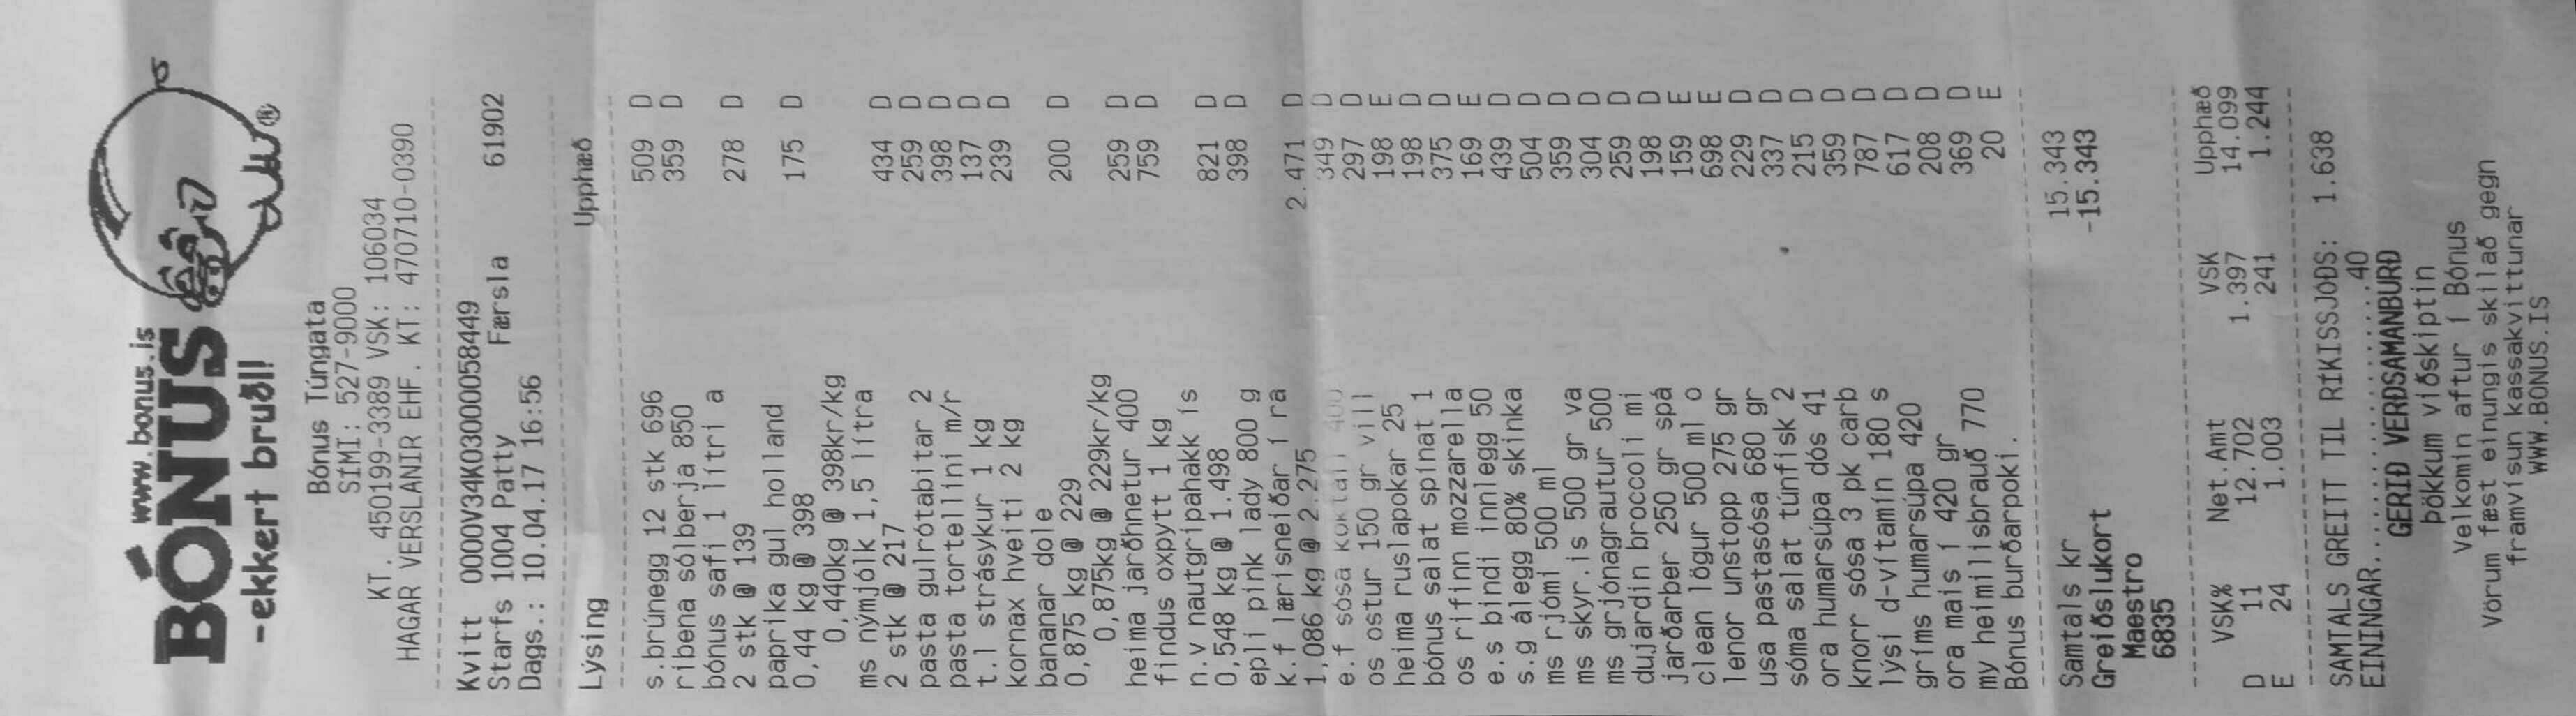 www.bonus.is
BÓNUS
-ekkert bruðl!
®
Bónus Túngata
SÍMI: 527-9000
KT. 450199-3389 VSK: 106034
HAGAR VERSLANIR EHF. KT: 470710-0390
Kvitt 0000V34K0300058449
Starfs 1004 Patty Færsla 61902
Dags.: 10.04.17 16:56
Lýsing Upphæð
s.brúnegg 12 stk 696 509 D
ribena sólberja 850 359 D
bónus safi 1 lítri a
2 stk @ 139 278 D
paprika gul holland
0,44 kg @ 398 175 D
0,440kg @ 398kr/kg
ms nýmjólk 1,5 lítra
2 stk @ 217 434 D
pasta gulrótabitar 2 259 D
pasta tortellini m/r 398 D
t.l strásykur 1 kg 137 D
kornax hveiti 2 kg 239 D
bananar dole
0,875 kg @ 229 200 D
0,875kg @ 229kr/kg
heima jarðhnetur 400 259 D
findus oxpytt 1 kg 759 D
n.v nautgripahakk ís
0,548 kg @ 1.498 821 D
epli pink lady 800 g 398 D
k.f lærisneiðar í ra
1,086 kg @ 2.275 2.471 D
e.f sósa koktail 400 349 D
os ostur 150 gr vill 297 D
heima ruslapokar 25 198 E
bónus salat spínat 1 198 D
os rifinn mozzarella 375 D
e.s bindi innlegg 50 169 E
s.g álegg 80% skinka 439 D
ms rjómi 500 ml 504 D
ms skyr.is 500 gr va 359 D
ms grjónagrautur 500 304 D
dujardin broccoli mi 259 D
jarðarber 250 gr spá 198 D
clean lögur 500 ml o 159 E
lenor unstopp 275 gr 698 E
usa pastasósa 680 gr 229 D
sóma salat túnfisk 2 337 D
ora humarsúpa dós 41 215 D
knorr sósa 3 pk carb 359 D
lýsi d-vítamín 180 s 787 D
gríms humarsúpa 420 617 D
ora mais í 420 gr 208 D
my heimilisbrauð 770 369 D
Bónus burðarpoki. 20 E
Samtals kr 15.343
Greiðslukort -15.343
Maestro
6835
VSK% Net.Amt VSK Upphæð
D 11 12.702 1.397 14.099
E 24 1.003 241 1.244
SAMTALS GREITT TIL RÍKISSJOÐS: 1.638
EININGAR....................40
GERIÐ VERÐSAMANBURÐ
Þökkum viðskiptin
Velkomin aftur í Bónus
Vörum fæst einungis skilað gegn
framvísun kassakvittunar
WWW.BONUS.IS